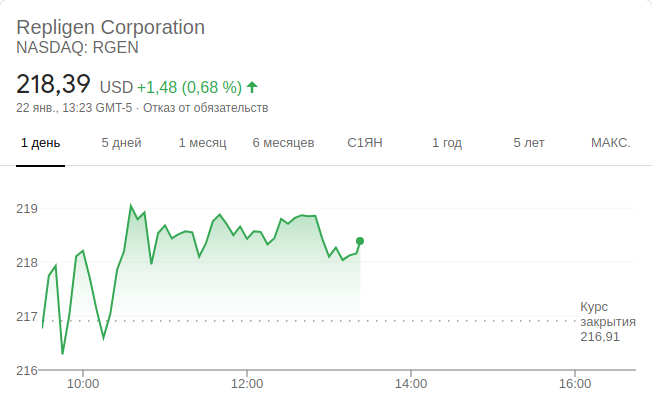 Repligen Corporation
NASDAQ: RGEN
218,39 USD +1,48 (0,68 %)
22 янв., 13:23 GMT-5 · Отказ от обязательств
1 день 5 дней 1 месяц 6 месяцев С1ЯН 1 год 5 лет МАКС.
219
218
217
Курс
закрытия
216,91
216
10:00 12:00 14:00 16:00